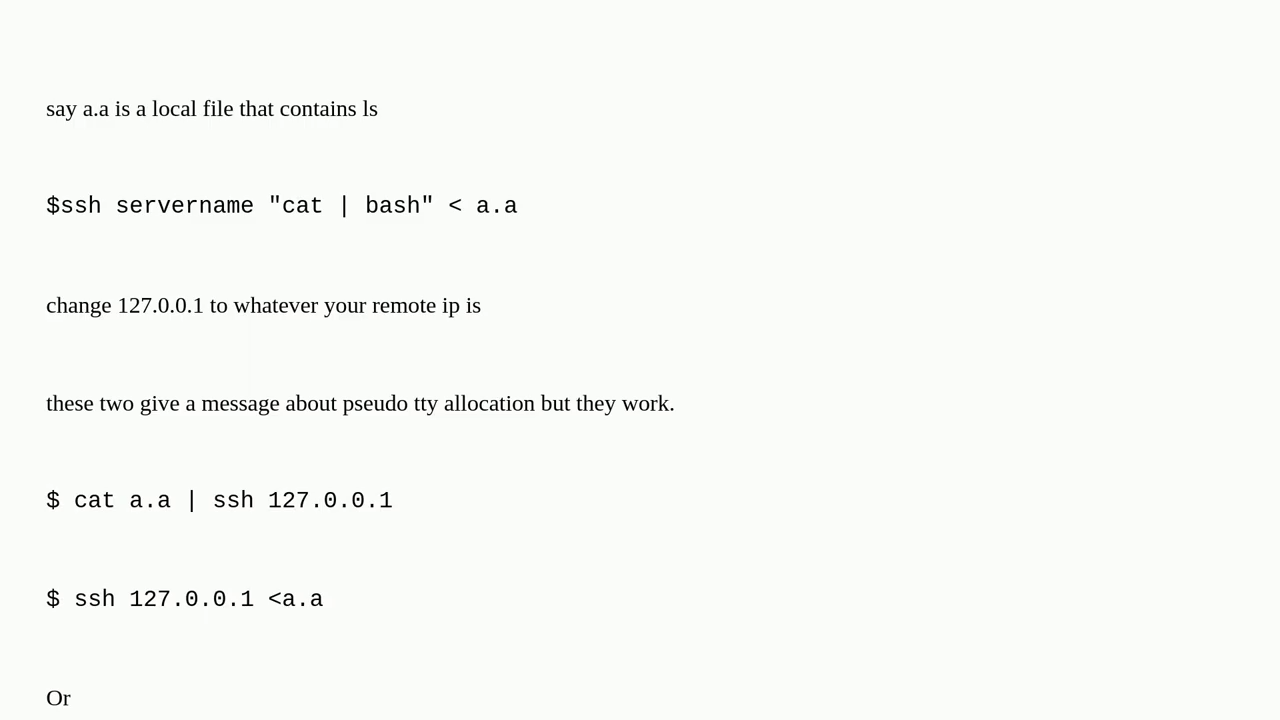 say a.a is a local file that contains ls
$ssh servername "cat | bash" < a.a
change 127.0.0.1 to whatever your remote ip is
these two give a message about pseudo tty allocation but they work.
$ cat a.a | ssh 127.0.0.1
$ ssh 127.0.0.1 <a.a
Or